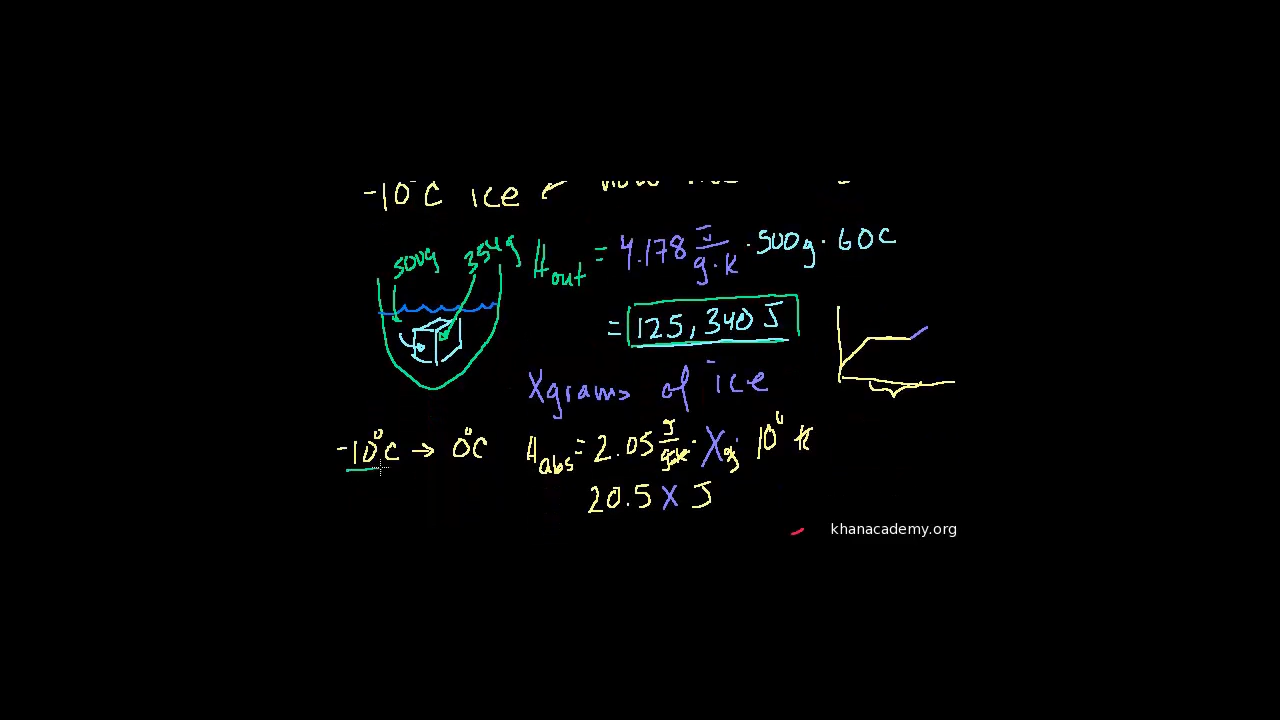 -10°C ice
500g 354g
Hout = 4.178 J/g·k · 500g · 60C
= 125,340 J
Xgrams of ice
-10°C → 0°C Habs = 2.05 J/g·k · Xg · 10° k
20.5 X J
khanacademy.org